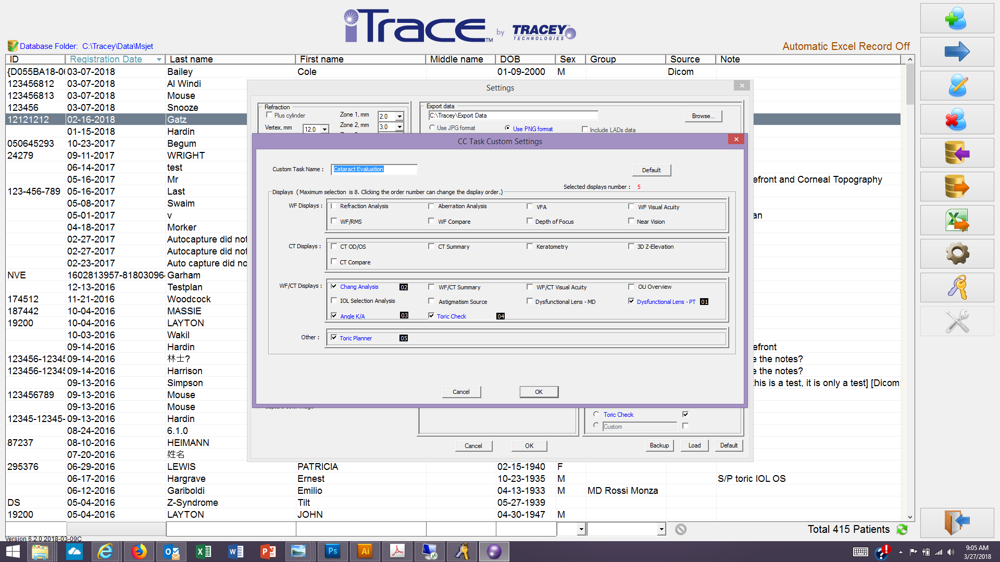 iTrace TM by TRACEY TECHNOLOGIES
Database Folder: C:\Tracey\Data\Msjet
Automatic Excel Record Off
ID Registration Date Last name First name Middle name DOB Sex Group Source Note
{D055BA18-06 03-07-2018 Bailey Cole 01-09-2000 M Dicom
123456812 03-07-2018 Al Windi
123456813 03-07-2018 Mouse
123456 03-07-2018 Snooze
12121212 02-16-2018 Gatz
01-15-2018 Hardin
050645293 10-23-2017 Begum
24279 09-11-2017 WRIGHT
06-14-2017 test
05-16-2017 Mr efront and Corneal Topography
123-456-789 05-16-2017 Last
05-08-2017 Swaim
05-01-2017 v an
04-18-2017 Morker
02-27-2017 Autocapture did not
02-27-2017 Autocapture did not
02-23-2017 Auto capture did no
NVE 1602813957-818030964 Garham
12-13-2016 Testplan
174512 11-21-2016 Woodcock
187442 10-04-2016 MASSIE
19200 10-04-2016 LAYTON
10-03-2016 Wakil
09-14-2016 Hardin efront
123456-12345 09-14-2016 林士? e the notes?
123456-12345 09-14-2016 Harrison e the notes?
09-13-2016 Simpson this is a test, it is only a test] [Dicom:
123456789 09-13-2016 Mouse
09-13-2016 Mouse
12345-12345- 09-13-2016 Hardin
08-24-2016 6.1.0
87237 08-10-2016 HEIMANN
07-20-2016 姓名
295376 06-29-2016 LEWIS PATRICIA 02-15-1940 F
06-17-2016 Hargrave Ernest 10-23-1935 M S/P toric IOL OS
06-12-2016 Gariboldi Emilio 04-13-1933 M MD Rossi Monza
DS 05-04-2016 Z-Syndrome Tilt 05-27-1939
19200 05-04-2016 LAYTON JOHN 04-30-1947 M
Settings
Refraction
Plus cylinder
Vertex, mm 12.0
Zone 1, mm 2.0
Zone 2, mm 3.0
Export data
C:\Tracey\Export Data
Browse...
Use JPG format Use PNG format Include LADs data
CC Task Custom Settings
Custom Task Name : Cataract Evaluation
Default
Selected displays number : 5
Displays ( Maximum selection is 8. Clicking the order number can change the display order.)
WF Displays : Refraction Analysis Aberration Analysis VFA WF Visual Acuity
WF/RMS WF Compare Depth of Focus Near Vision
CT Displays : CT OD/OS CT Summary Keratometry 3D Z-Elevation
CT Compare
WF/CT Displays : Chang Analysis 02 WF/CT Summary WF/CT Visual Acuity OU Overview
IOL Selection Analysis Astigmatism Source Dysfunctional Lens - MD Dysfunctional Lens - PT 01
Angle K/A 03 Toric Check 04
Other : Toric Planner 05
Cancel OK
Toric Check
Custom
Cancel OK Backup Load Default
Total 415 Patients
Version 6.2.0 2018-03-09C
9:05 AM
3/27/2018